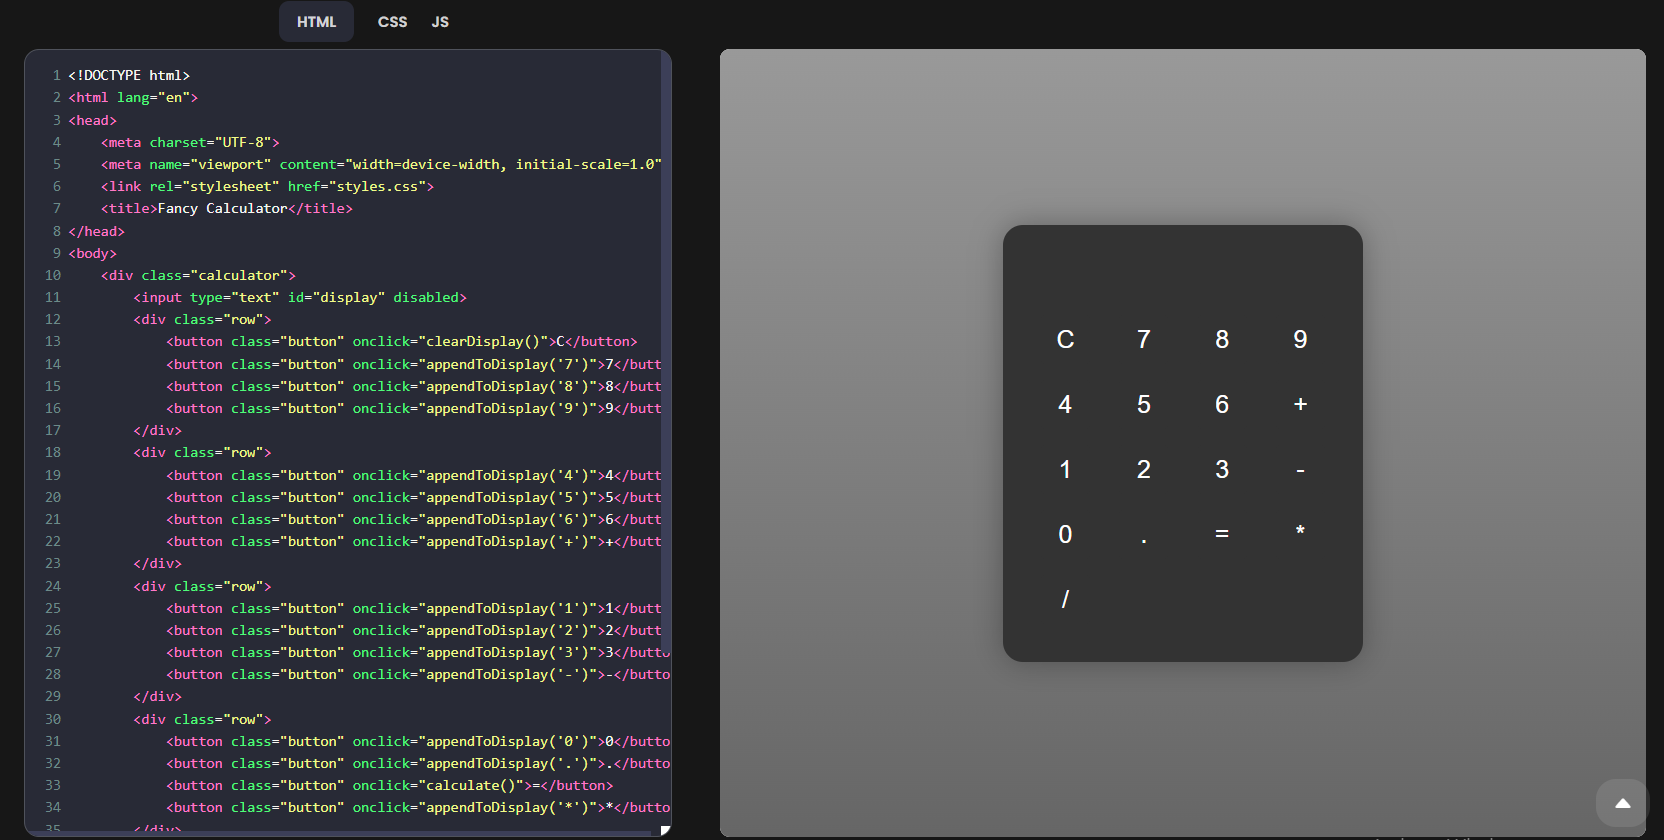 HTML CSS JS
1 <!DOCTYPE html>
2 <html lang="en">
3 <head>
4     <meta charset="UTF-8">
5     <meta name="viewport" content="width=device-width, initial-scale=1.0"
6     <link rel="stylesheet" href="styles.css">
7     <title>Fancy Calculator</title>
8 </head>
9 <body>
10     <div class="calculator">
11         <input type="text" id="display" disabled>
12         <div class="row">
13             <button class="button" onclick="clearDisplay()">C</button>
14             <button class="button" onclick="appendToDisplay('7')">7</butt
15             <button class="button" onclick="appendToDisplay('8')">8</butt
16             <button class="button" onclick="appendToDisplay('9')">9</butt
17         </div>
18         <div class="row">
19             <button class="button" onclick="appendToDisplay('4')">4</butt
20             <button class="button" onclick="appendToDisplay('5')">5</butt
21             <button class="button" onclick="appendToDisplay('6')">6</butt
22             <button class="button" onclick="appendToDisplay('+')">+</butt
23         </div>
24         <div class="row">
25             <button class="button" onclick="appendToDisplay('1')">1</butt
26             <button class="button" onclick="appendToDisplay('2')">2</butt
27             <button class="button" onclick="appendToDisplay('3')">3</butto
28             <button class="button" onclick="appendToDisplay('-')">-</butto
29         </div>
30         <div class="row">
31             <button class="button" onclick="appendToDisplay('0')">0</butto
32             <button class="button" onclick="appendToDisplay('.')">.</butto
33             <button class="button" onclick="calculate()">=</button>
34             <button class="button" onclick="appendToDisplay('*')">*</butto
35         </div>
C 7 8 9
4 5 6 +
1 2 3 -
0 . = *
/